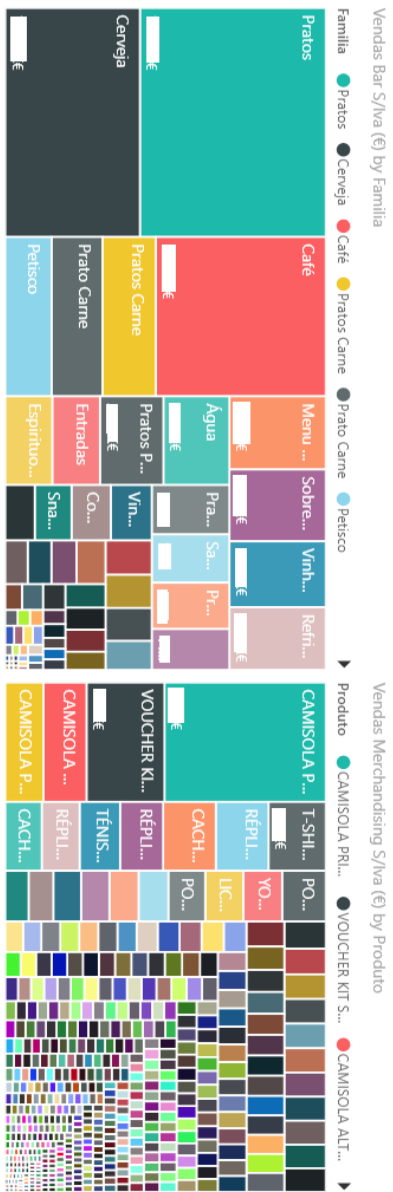 Vendas Bar S/Iva (€) by Familia
Familia Pratos Cerveja Café Pratos Carne Prato Carne Petisco
Pratos
€
Cerveja
€
Café
€
Pratos Carne
Prato Carne
Petisco
Menu ...
€
Sobre...
€
Vinh...
€
Refri...
€
Água
€
Pratos P...
€
Entradas
Espirituo...
Pra...
Sa...
Pr...
Vin...
Co...
Sna...
Vendas Merchandising S/Iva (€) by Produto
Produto CAMISOLA PRI... VOUCHER KIT S... CAMISOLA ALT...
CAMISOLA P...
€
VOUCHER KI...
€
CAMISOLA ...
CAMISOLA P...
T-SHI...
€
RÉPLI...
CACH...
RÉPLI...
TÉNIS...
RÉPLI...
CACH...
PO...
YO...
LIC...
PO...